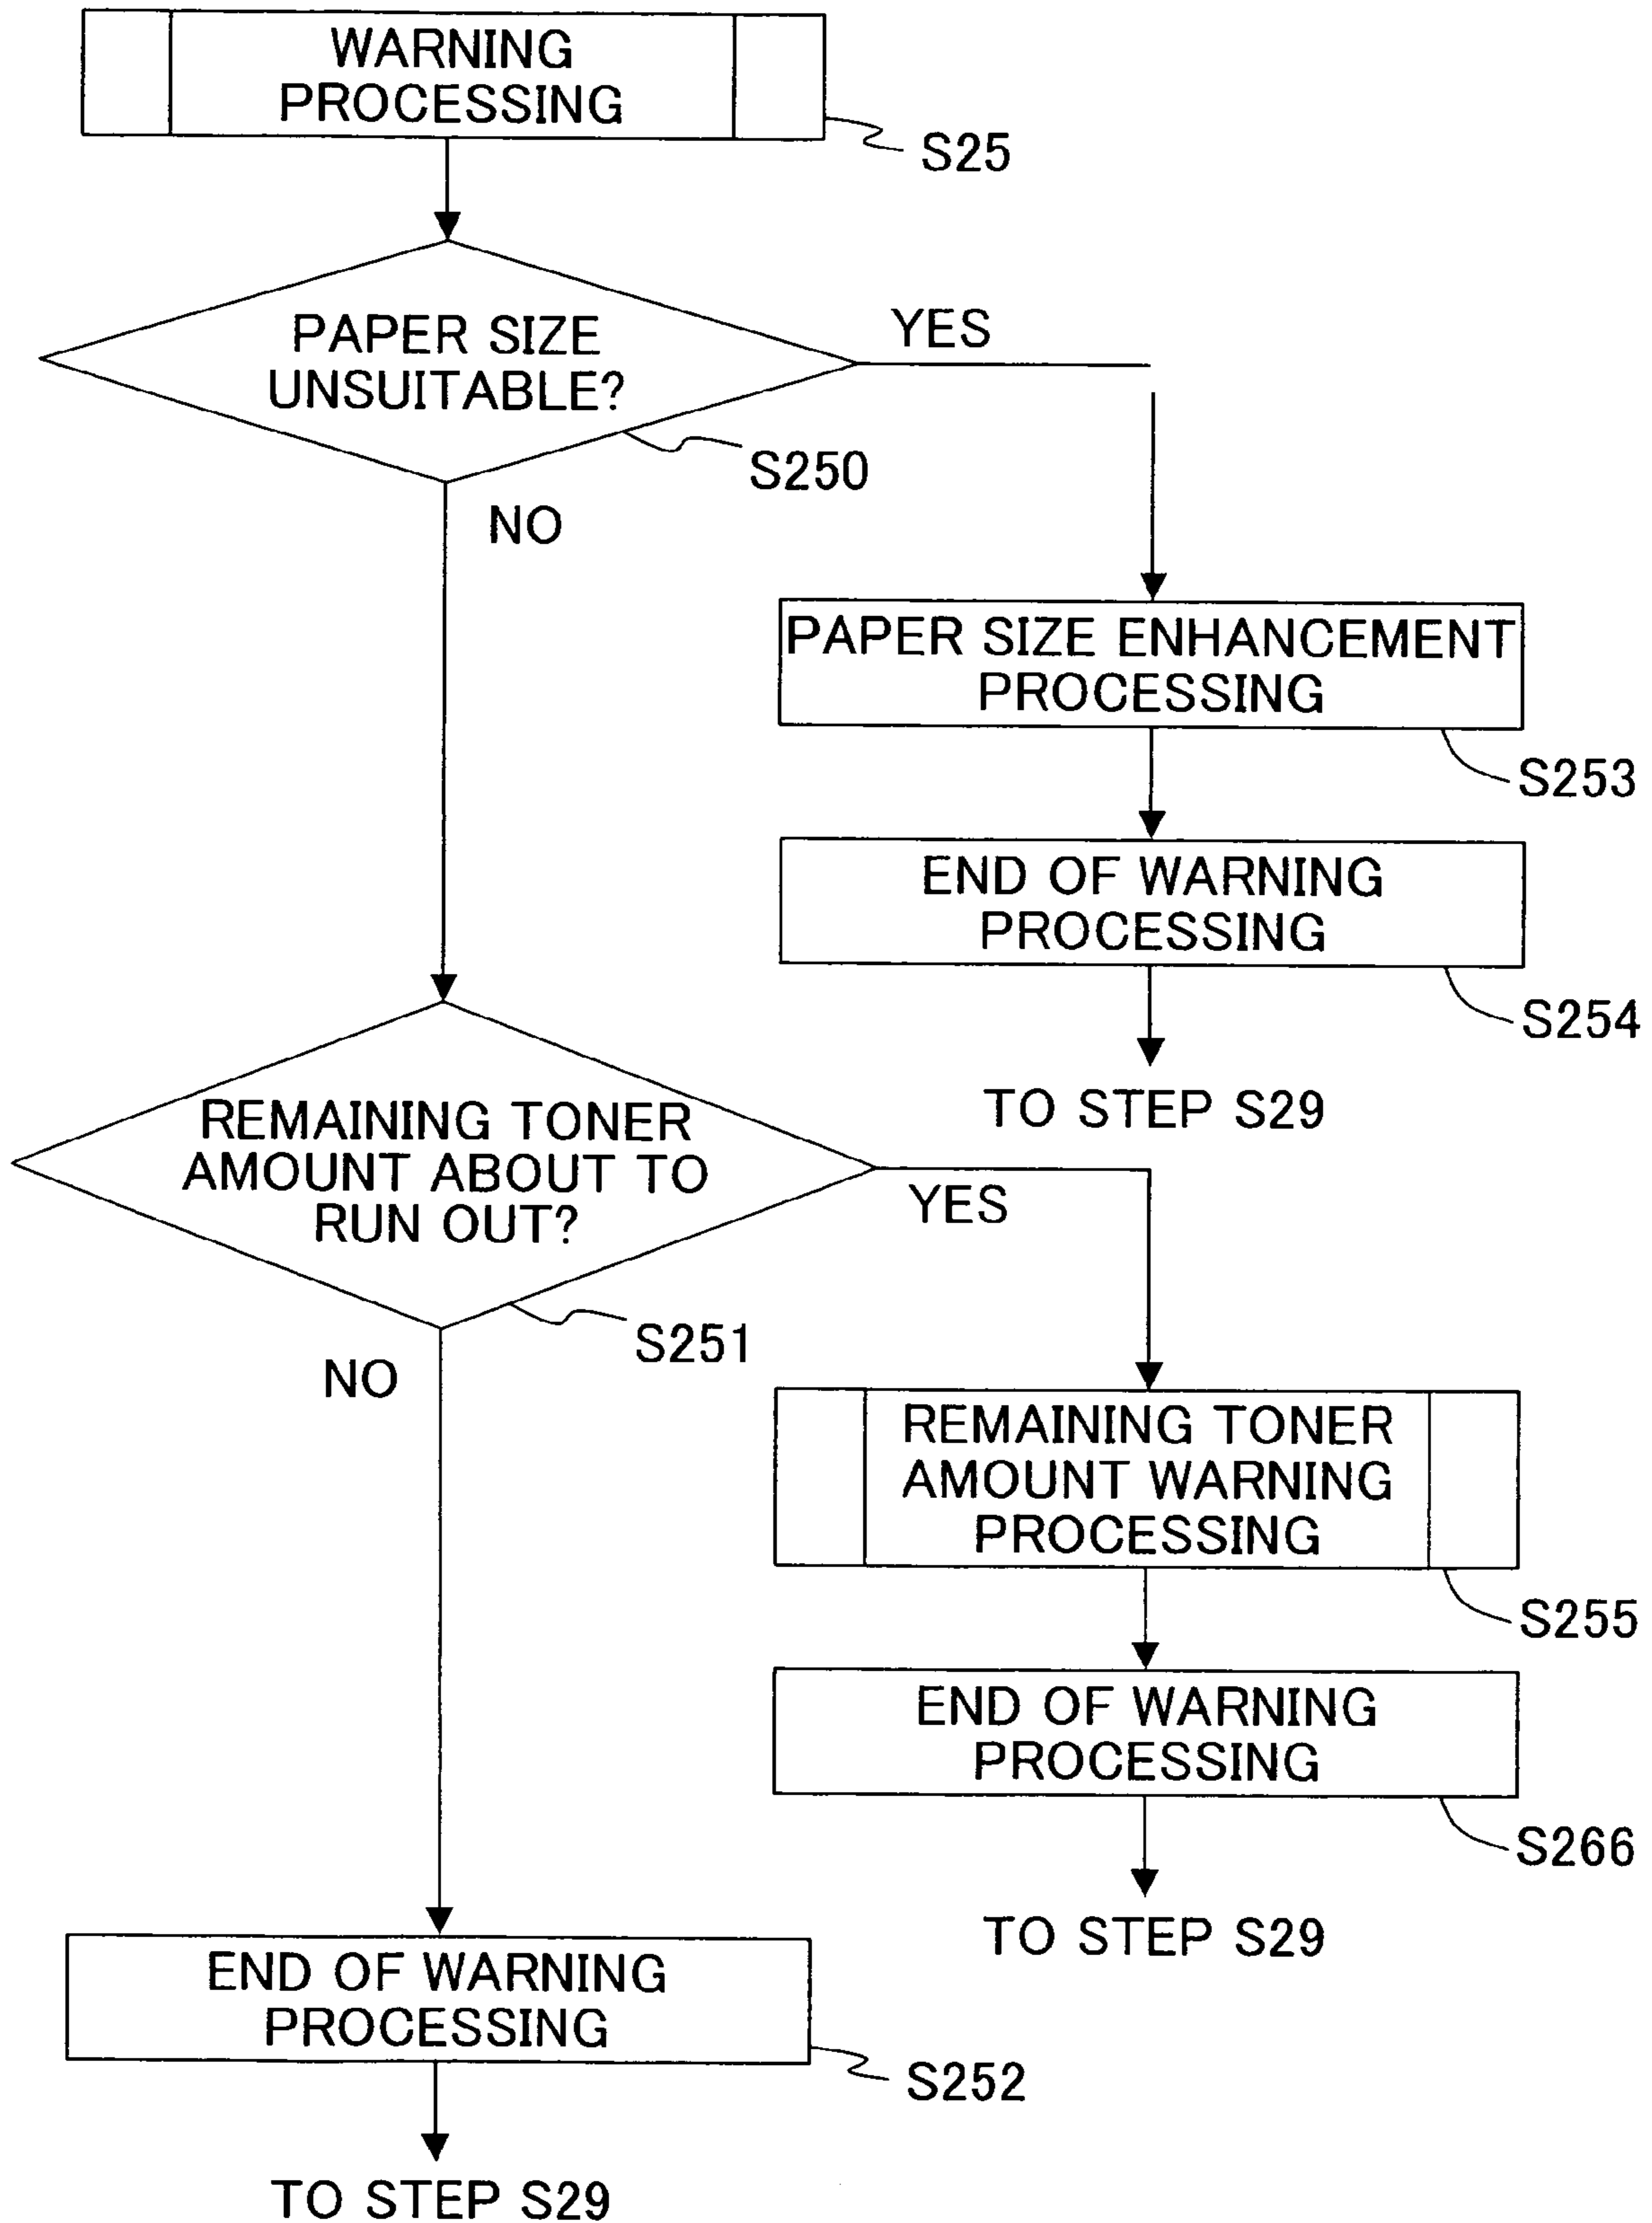 WARNING
PROCESSING
S25
PAPER SIZE
UNSUITABLE?
YES
S250
NO
PAPER SIZE ENHANCEMENT
PROCESSING
S253
END OF WARNING
PROCESSING
S254
TO STEP S29
REMAINING TONER
AMOUNT ABOUT TO
RUN OUT?
YES
S251
NO
REMAINING TONER
AMOUNT WARNING
PROCESSING
S255
END OF WARNING
PROCESSING
S266
TO STEP S29
END OF WARNING
PROCESSING
S252
TO STEP S29